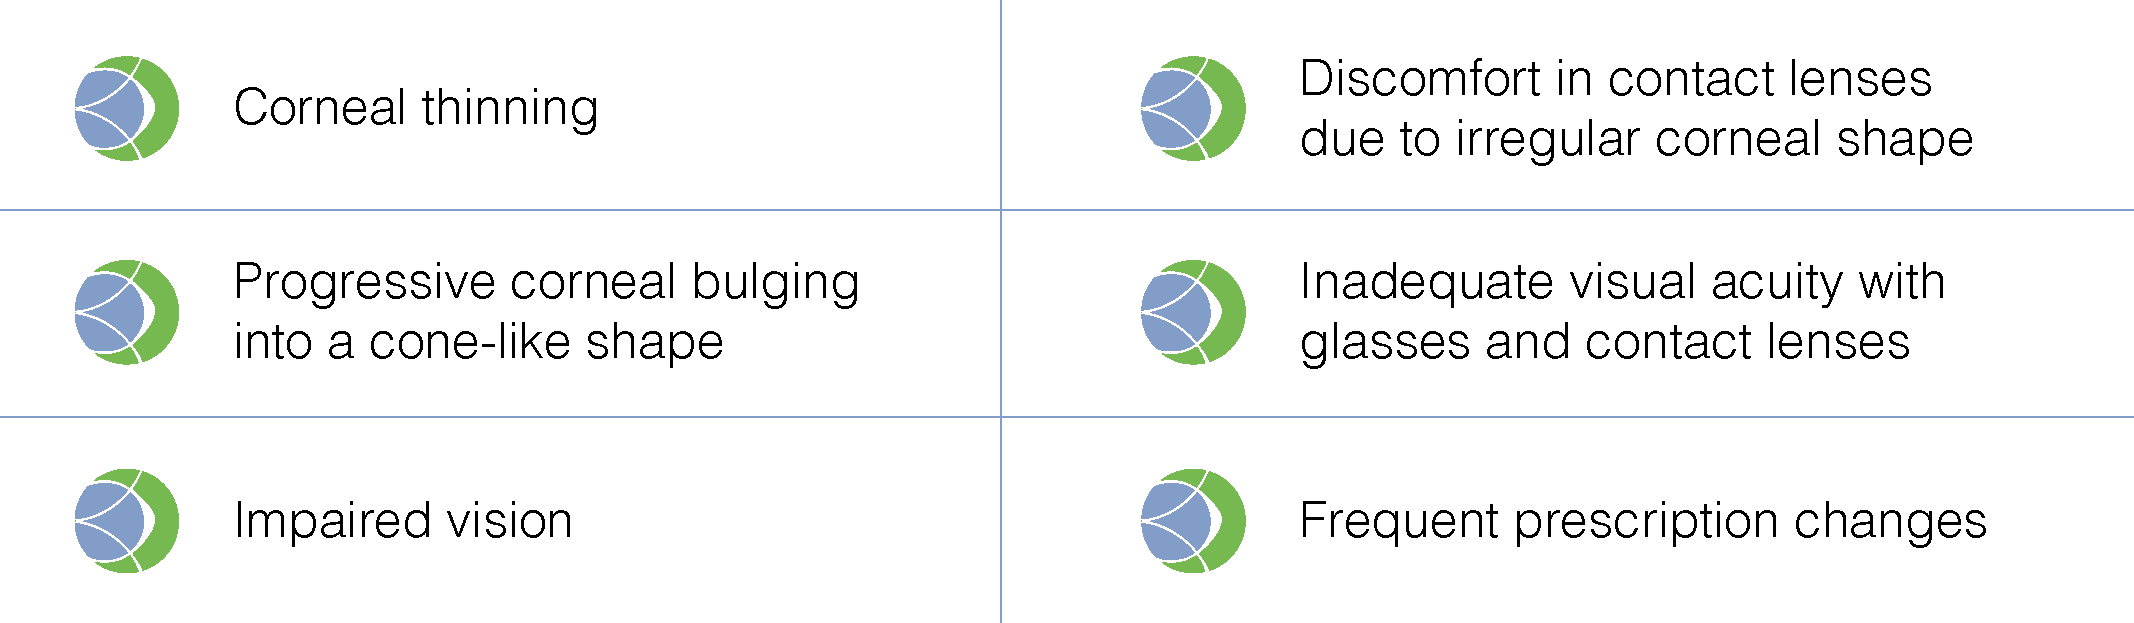 Corneal thinning
Discomfort in contact lenses
due to irregular corneal shape
Progressive corneal bulging
into a cone-like shape
Inadequate visual acuity with
glasses and contact lenses
Impaired vision
Frequent prescription changes